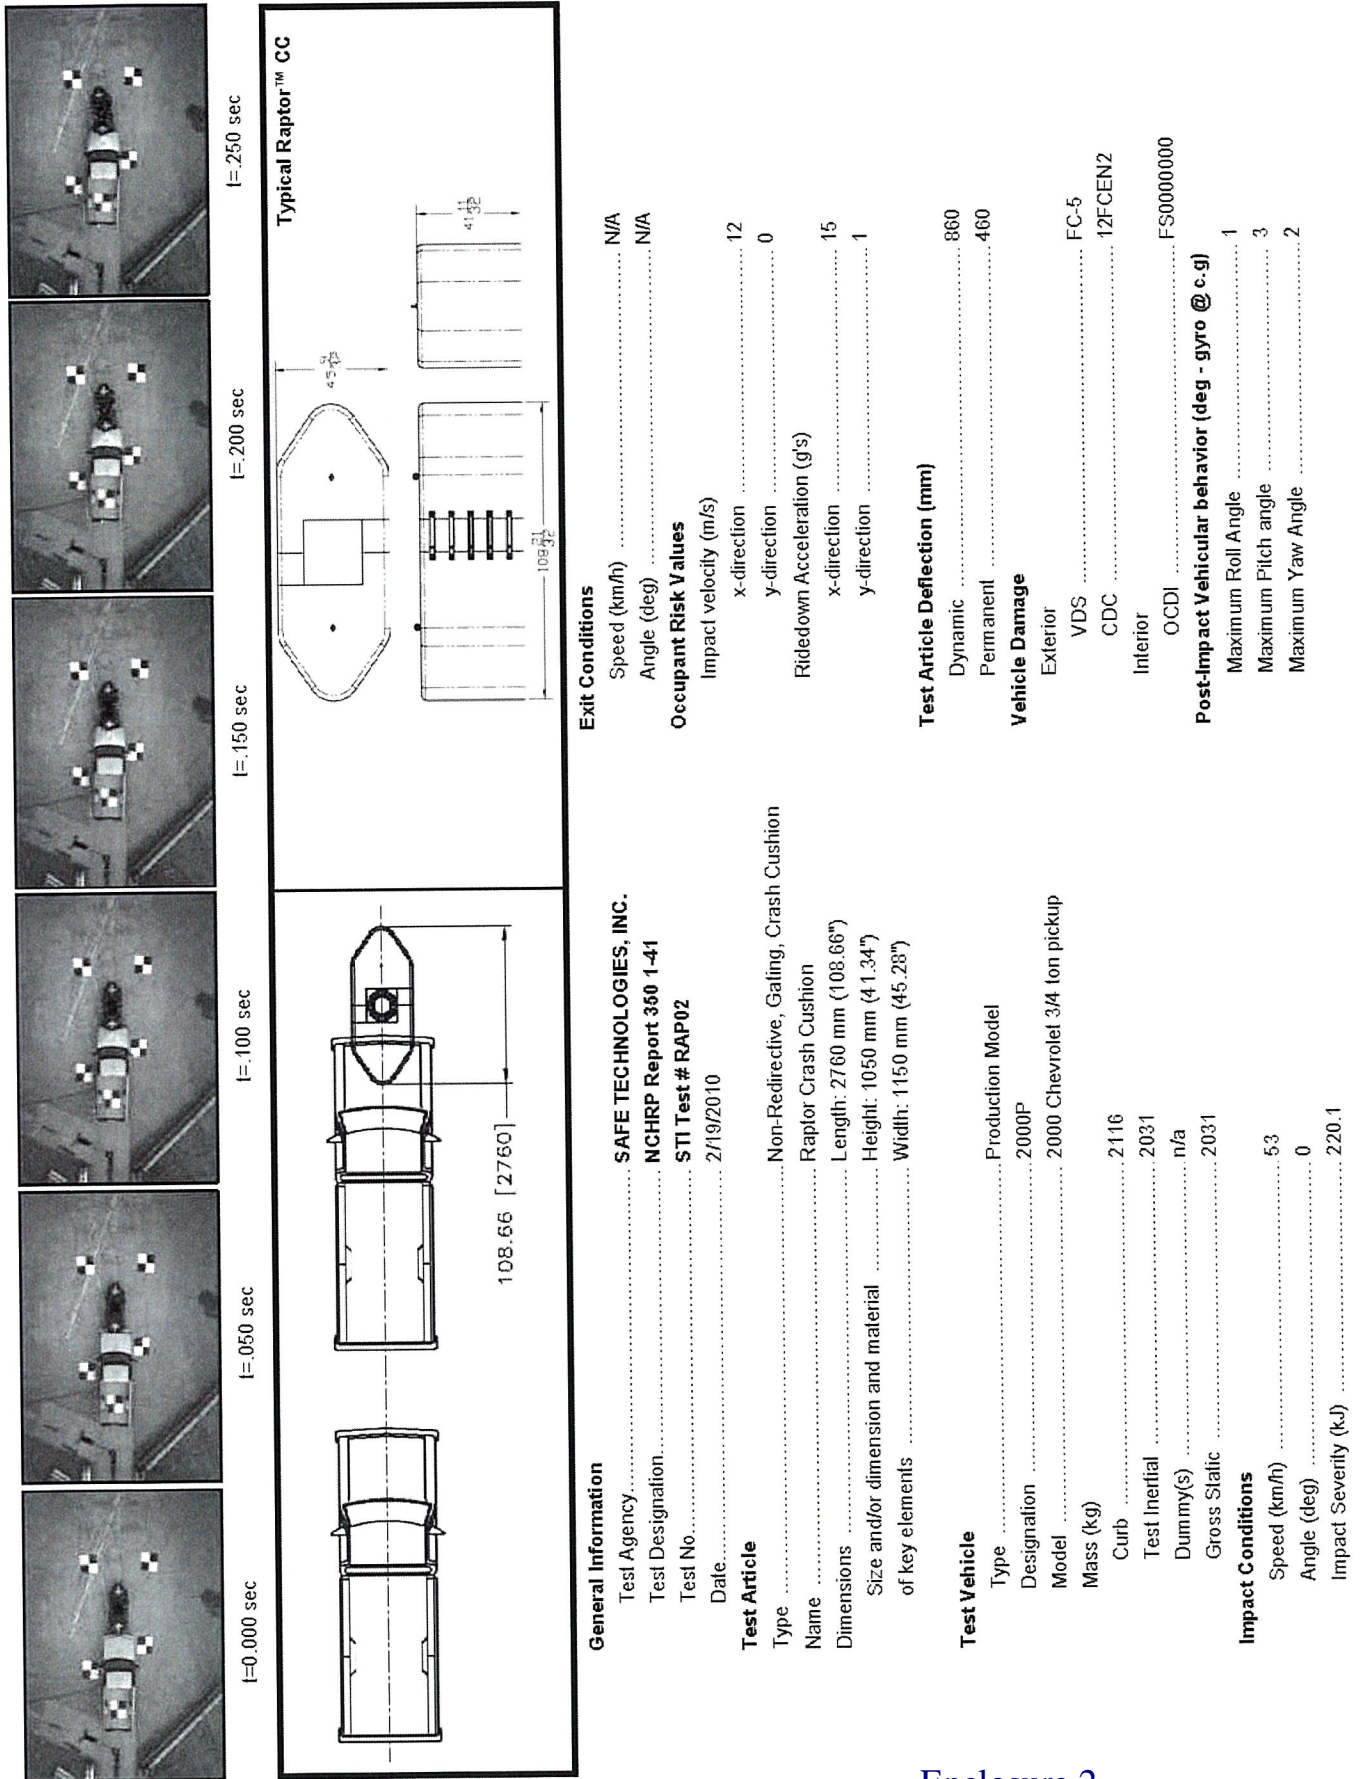 t=0.000 sec
t=.050 sec
t=.100 sec
t=.150 sec
t=.200 sec
t=.250 sec
108.66 [2760]
Typical Raptor™ CC
41 11/32
108 21/32
General Information
Test Agency SAFE TECHNOLOGIES, INC.
Test Designation NCHRP Report 350 1-41
Test No. STI Test # RAP02
Date 2/19/2010
Test Article
Type Non-Redirective, Gating, Crash Cushion
Name Raptor Crash Cushion
Dimensions Length: 2760 mm (108.66")
Size and/or dimension and material Height: 1050 mm (41.34")
of key elements Width: 1150 mm (45.28")
Test Vehicle
Type Production Model
Designation 2000P
Model 2000 Chevrolet 3/4 ton pickup
Mass (kg)
Curb 2116
Test Inertial 2031
Dummy(s) n/a
Gross Static 2031
Impact Conditions
Speed (km/h) 53
Angle (deg) 0
Impact Severity (kJ) 220.1
Exit Conditions
Speed (km/h) N/A
Angle (deg) N/A
Occupant Risk Values
Impact velocity (m/s)
x-direction 12
y-direction 0
Ridedown Acceleration (g's)
x-direction 15
y-direction 1
Test Article Deflection (mm)
Dynamic 860
Permanent 460
Vehicle Damage
Exterior
VDS FC-5
CDC 12FCEN2
Interior
OCDI FS0000000
Post-Impact Vehicular behavior (deg - gyro @ c.g)
Maximum Roll Angle 1
Maximum Pitch angle 3
Maximum Yaw Angle 2